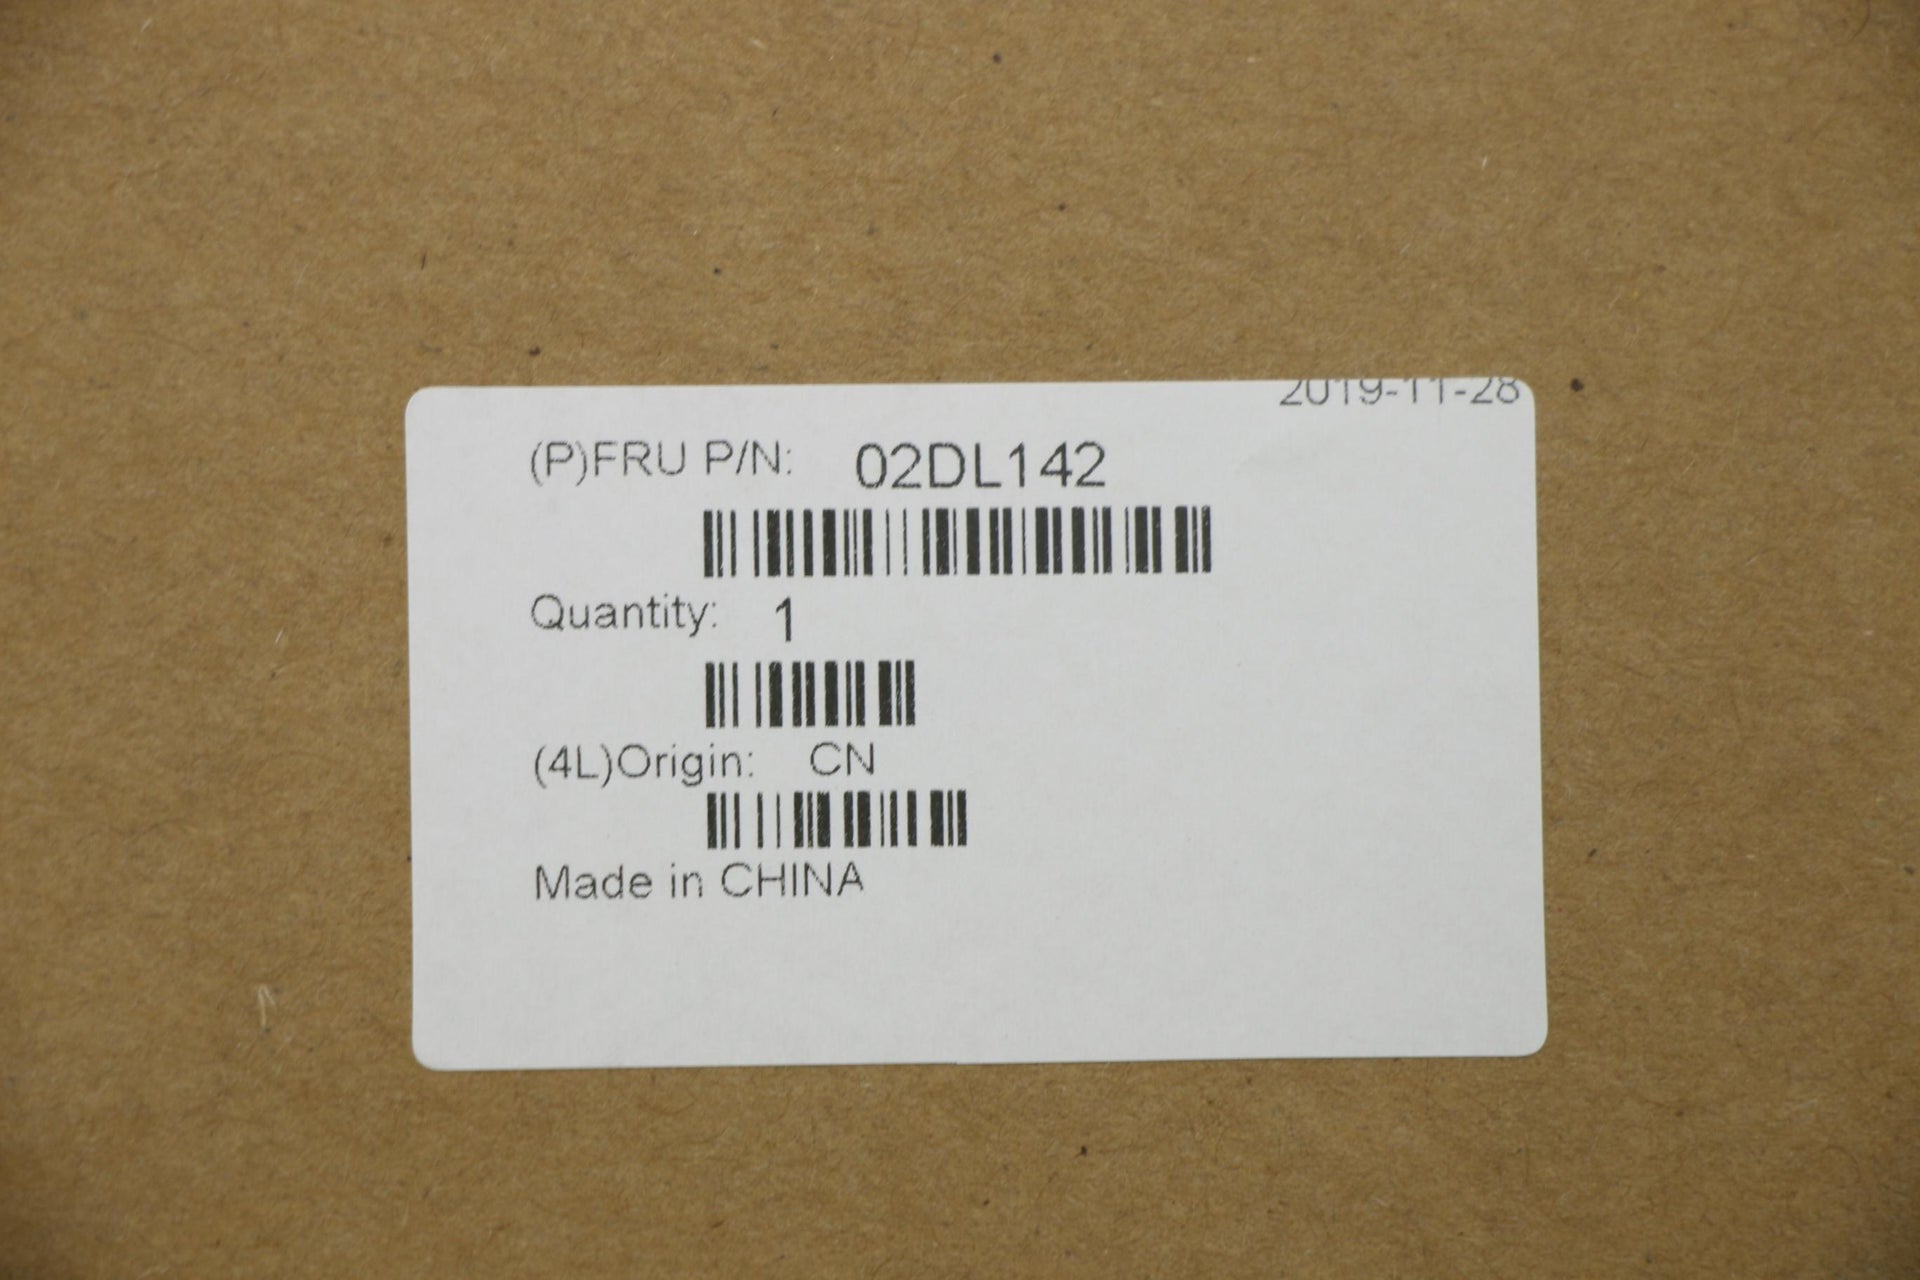 2019-11-28
(P)FRU P/N: 02DL142
Quantity: 1
(4L)Origin: CN
Made in CHINA